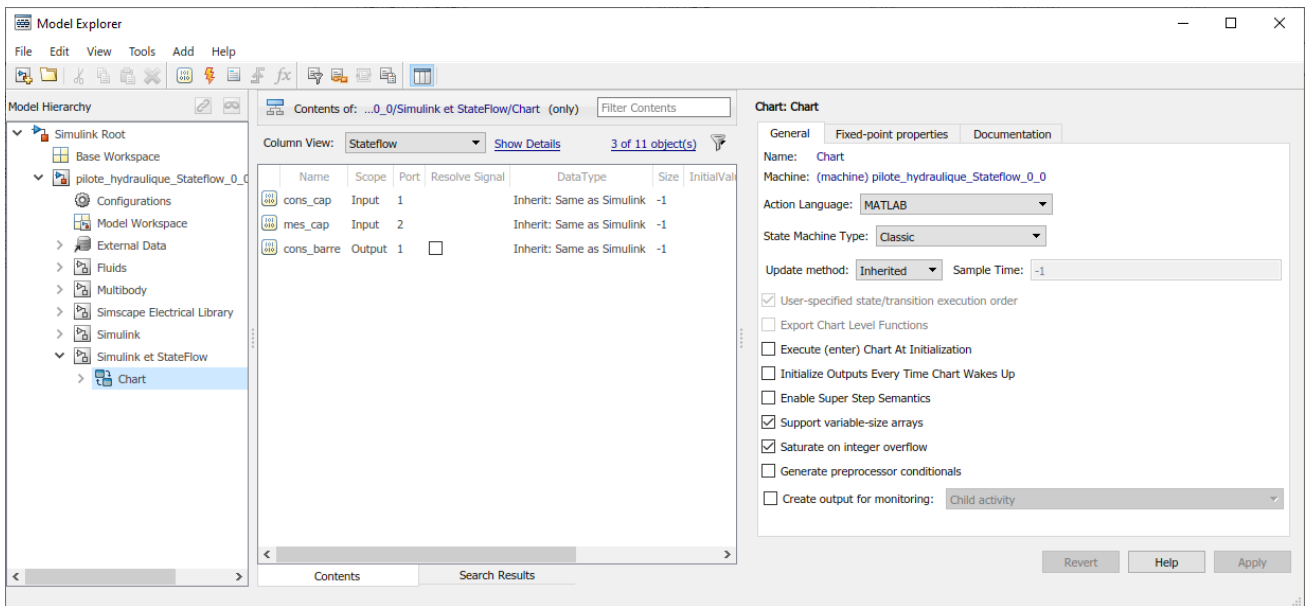 Model Explorer
File Edit View Tools Add Help
Model Hierarchy
Simulink Root
Base Workspace
pilote_hydraulique_Stateflow_0_0
Configurations
Model Workspace
External Data
Fluids
Multibody
Simscape Electrical Library
Simulink
Simulink et StateFlow
Chart
Contents of: ...0_0/Simulink et StateFlow/Chart (only) Filter Contents
Column View: Stateflow Show Details 3 of 11 object(s)
Name Scope Port Resolve Signal DataType Size InitialVal
cons_cap Input 1 Inherit: Same as Simulink -1
mes_cap Input 2 Inherit: Same as Simulink -1
cons_barre Output 1 Inherit: Same as Simulink -1
Contents Search Results
Chart: Chart
General Fixed-point properties Documentation
Name: Chart
Machine: (machine) pilote_hydraulique_Stateflow_0_0
Action Language: MATLAB
State Machine Type: Classic
Update method: Inherited Sample Time: -1
User-specified state/transition execution order
Export Chart Level Functions
Execute (enter) Chart At Initialization
Initialize Outputs Every Time Chart Wakes Up
Enable Super Step Semantics
Support variable-size arrays
Saturate on integer overflow
Generate preprocessor conditionals
Create output for monitoring: Child activity
Revert Help Apply